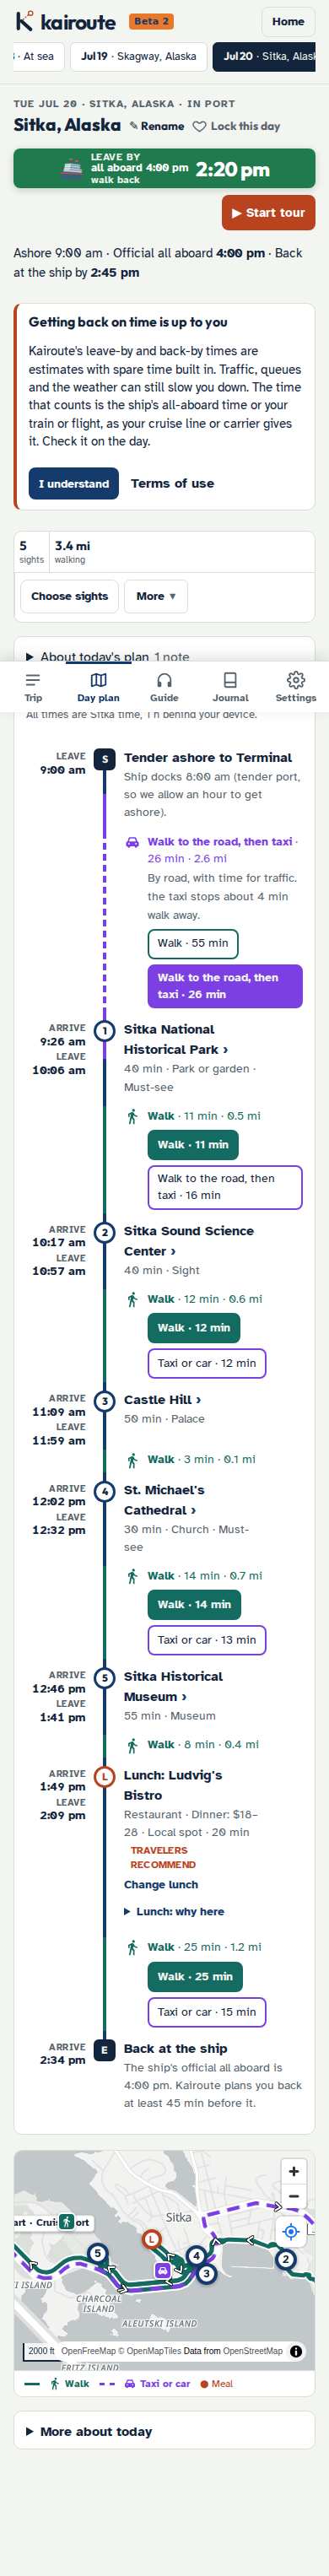 kairoute Beta 2 Home
· At sea Jul 19 · Skagway, Alaska Jul 20 · Sitka, Alask
TUE JUL 20 · SITKA, ALASKA · IN PORT
Sitka, Alaska ✎ Rename Lock this day
LEAVE BY
all aboard 4:00 pm 2:20 pm
walk back
▶ Start tour
Ashore 9:00 am · Official all aboard 4:00 pm · Back
at the ship by 2:45 pm
Getting back on time is up to you
Kairoute's leave-by and back-by times are
estimates with spare time built in. Traffic, queues
and the weather can still slow you down. The time
that counts is the ship's all-aboard time or your
train or flight, as your cruise line or carrier gives
it. Check it on the day.
I understand Terms of use
5 3.4 mi
sights walking
Choose sights More ▼
▶ About today's plan 1 note
Trip Day plan Guide Journal Settings
All times are Sitka time, 1 h behind your device.
LEAVE
9:00 am
S
Tender ashore to Terminal
Ship docks 8:00 am (tender port,
so we allow an hour to get
ashore).
Walk to the road, then taxi ·
26 min · 2.6 mi
By road, with time for traffic.
the taxi stops about 4 min
walk away.
Walk · 55 min
Walk to the road, then
taxi · 26 min
ARRIVE
9:26 am
LEAVE
10:06 am
1
Sitka National
Historical Park ›
40 min · Park or garden ·
Must-see
Walk · 11 min · 0.5 mi
Walk · 11 min
Walk to the road, then
taxi · 16 min
ARRIVE
10:17 am
LEAVE
10:57 am
2
Sitka Sound Science
Center ›
40 min · Sight
Walk · 12 min · 0.6 mi
Walk · 12 min
Taxi or car · 12 min
ARRIVE
11:09 am
LEAVE
11:59 am
3
Castle Hill ›
50 min · Palace
Walk · 3 min · 0.1 mi
ARRIVE
12:02 pm
LEAVE
12:32 pm
4
St. Michael's
Cathedral ›
30 min · Church · Must-
see
Walk · 14 min · 0.7 mi
Walk · 14 min
Taxi or car · 13 min
ARRIVE
12:46 pm
LEAVE
1:41 pm
5
Sitka Historical
Museum ›
55 min · Museum
Walk · 8 min · 0.4 mi
ARRIVE
1:49 pm
LEAVE
2:09 pm
L
Lunch: Ludvig's
Bistro
Restaurant · Dinner: $18–
28 · Local spot · 20 min
TRAVELERS
RECOMMEND
Change lunch
▶ Lunch: why here
Walk · 25 min · 1.2 mi
Walk · 25 min
Taxi or car · 15 min
ARRIVE
2:34 pm
E
Back at the ship
The ship's official all aboard is
4:00 pm. Kairoute plans you back
at least 45 min before it.
art · Cruis ort
Sitka
L
5
4
3
2
I ISLAND
CHARCOAL
ISLAND
ALEUTSKI ISLAND
FRITZ ISLAND
2000 ft OpenFreeMap © OpenMapTiles Data from OpenStreetMap
Walk Taxi or car Meal
▶ More about today